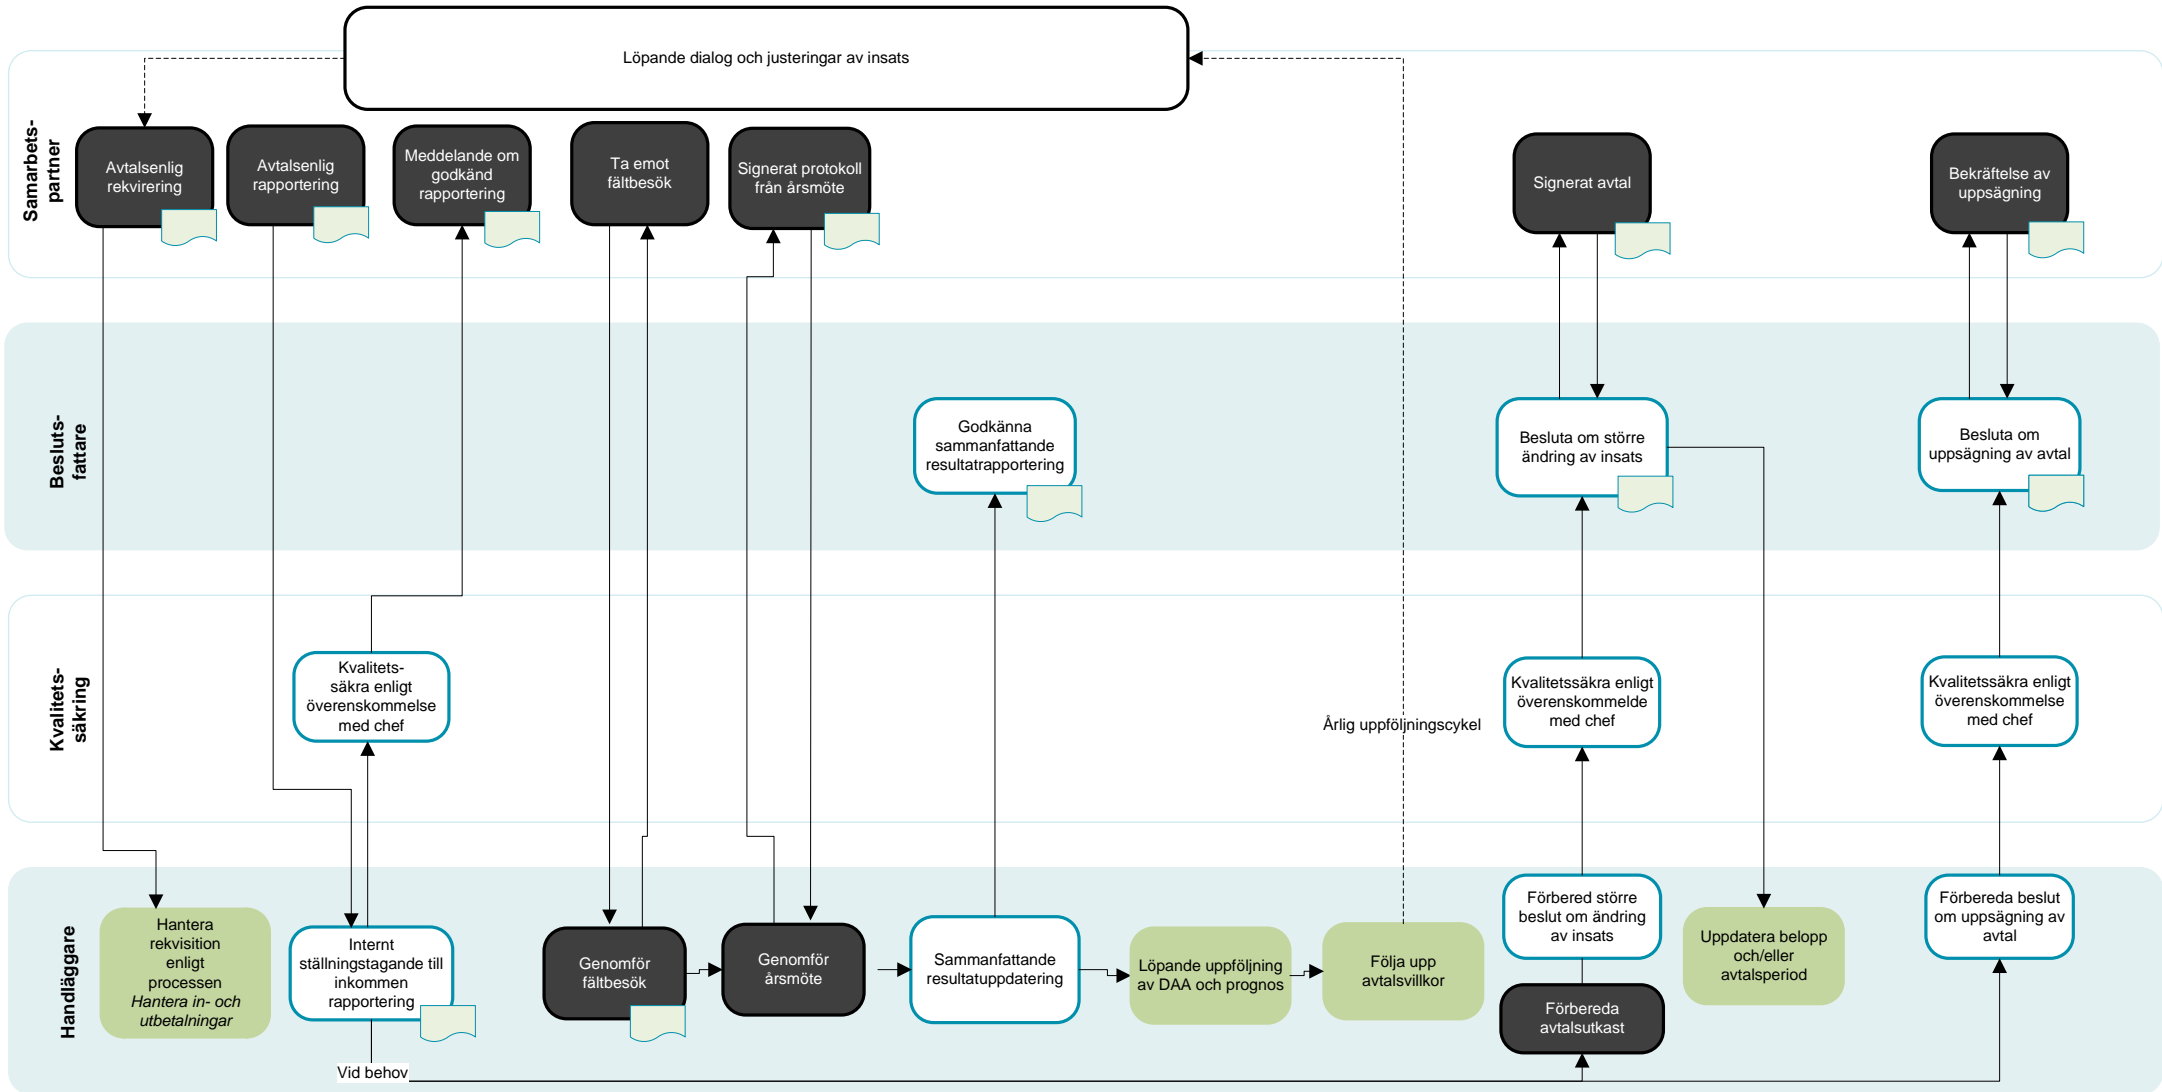 Löpande dialog och justeringar av insats
Samarbets-
partner
Avtalsenlig
rekvirering
Avtalsenlig
rapportering
Meddelande om
godkänd
rapportering
Ta emot
fältbesök
Signerat protokoll
från årsmöte
Signerat avtal
Bekräftelse av
uppsägning
Besluts-
fattare
Godkänna
sammanfattande
resultatrapportering
Besluta om större
ändring av insats
Besluta om
uppsägning av avtal
Kvalitets-
säkring
Kvalitets-
säkra enligt
överenskommelse
med chef
Årlig uppföljningscykel
Kvalitetssäkra enligt
överenskommelde
med chef
Kvalitetssäkra enligt
överenskommelse
med chef
Handläggare
Hantera
rekvisition
enligt
processen
Hantera in- och
utbetalningar
Internt
ställningstagande till
inkommen
rapportering
Genomför
fältbesök
Genomför
årsmöte
Sammanfattande
resultatuppdatering
Löpande uppföljning
av DAA och prognos
Följa upp
avtalsvillkor
Förbered större
beslut om ändring
av insats
Förbereda
avtalsutkast
Uppdatera belopp
och/eller
avtalsperiod
Förbereda beslut
om uppsägning av
avtal
Vid behov